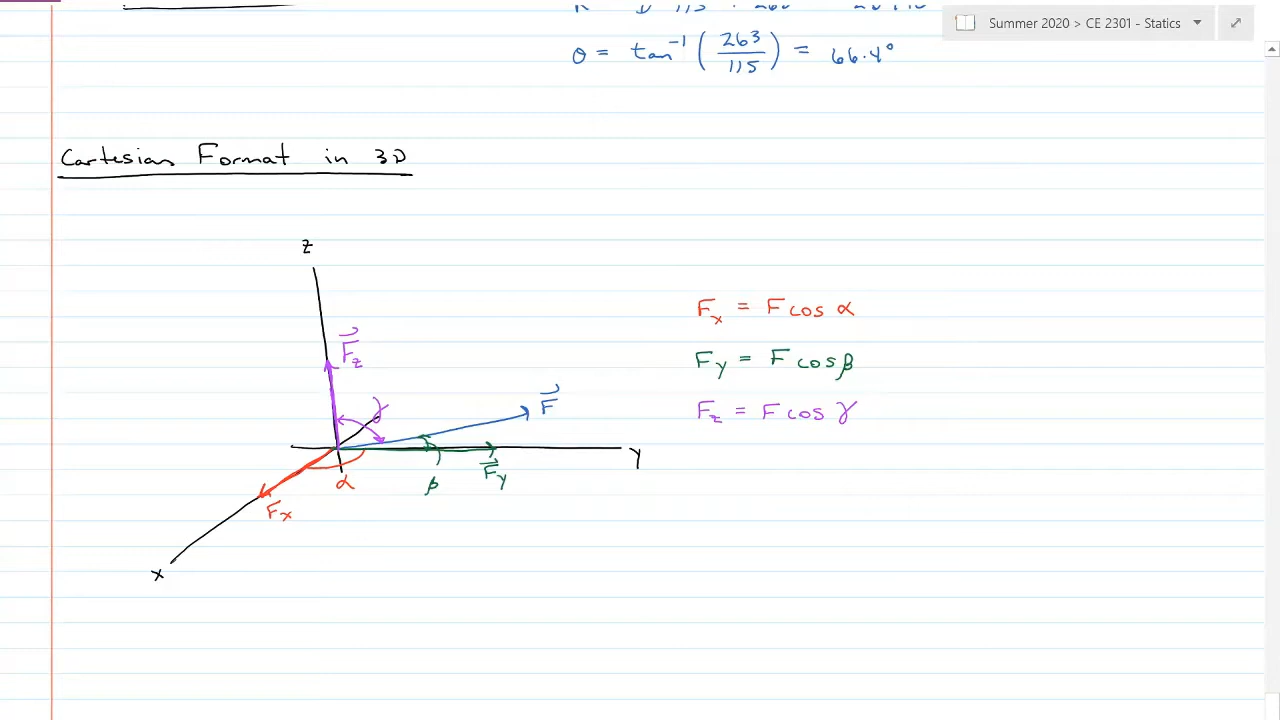 Summer 2020 > CE 2301 - Statics
θ = tan⁻¹ ( 263 / 115 ) = 66.4°
Cartesian Format in 3D
z
F⃗z
γ
F⃗
y
F⃗y
β
α
Fx
x
Fx = F cos α
Fy = F cos β
Fz = F cos γ